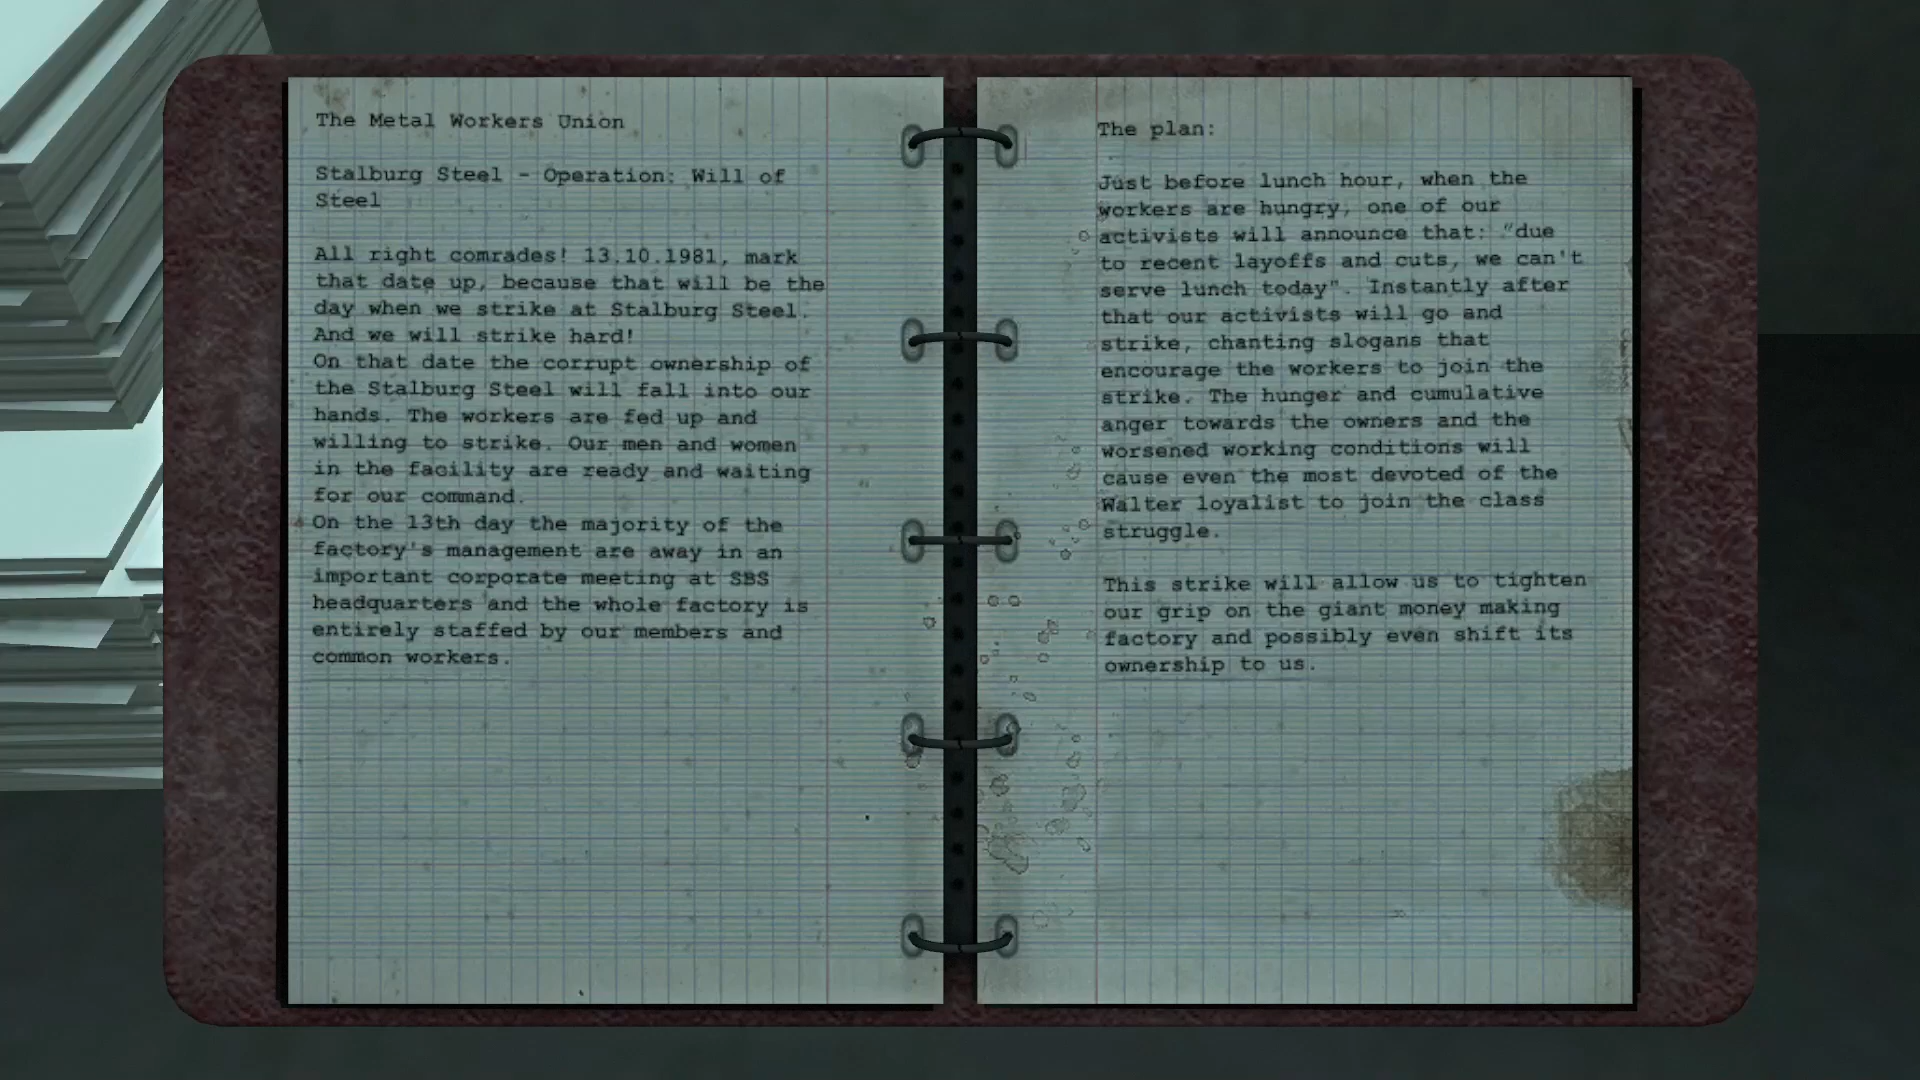 The Metal Workers Union
Stalburg Steel - Operation: Will of
Steel
All right comrades! 13.10.1981, mark
that date up, because that will be the
day when we strike at Stalburg Steel.
And we will strike hard!
On that date the corrupt ownership of
the Stalburg Steel will fall into our
hands. The workers are fed up and
willing to strike. Our men and women
in the facility are ready and waiting
for our command.
On the 13th day the majority of the
factory's management are away in an
important corporate meeting at SBS
headquarters and the whole factory is
entirely staffed by our members and
common workers.
The plan:
Just before lunch hour, when the
workers are hungry, one of our
activists will announce that: "due
to recent layoffs and cuts, we can't
serve lunch today". Instantly after
that our activists will go and
strike, chanting slogans that
encourage the workers to join the
strike. The hunger and cumulative
anger towards the owners and the
worsened working conditions will
cause even the most devoted of the
Walter loyalist to join the class
struggle.
This strike will allow us to tighten
our grip on the giant money making
factory and possibly even shift its
ownership to us.